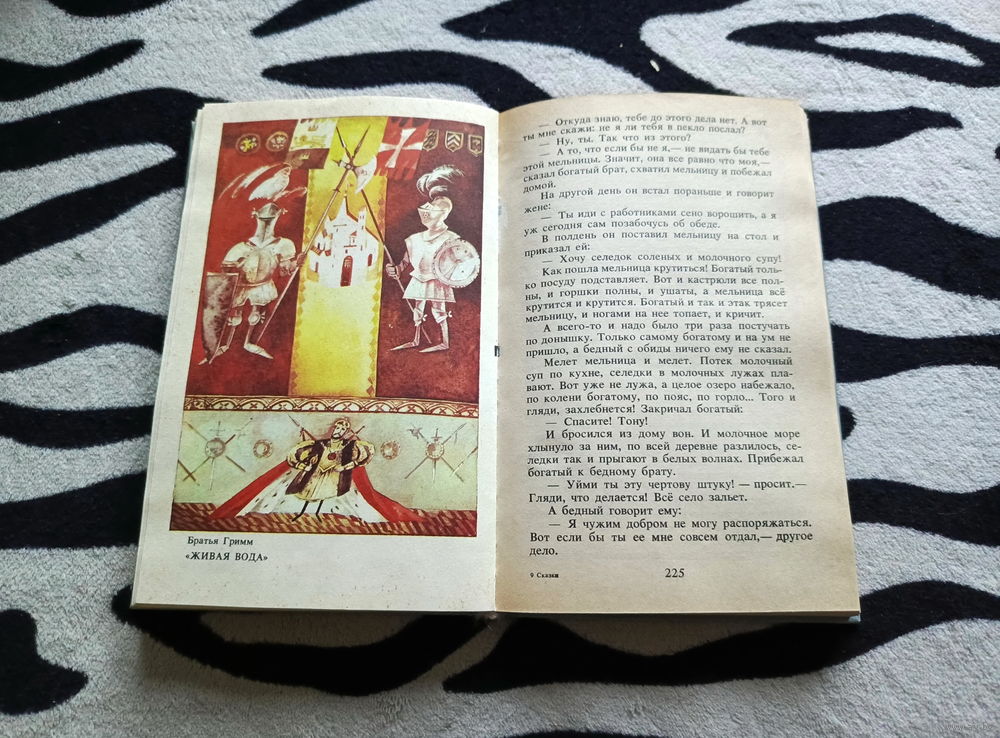 Братья Гримм
«ЖИВАЯ ВОДА»
— Откуда знаю, тебе до этого дела нет. А вот
ты мне скажи: не я ли тебя в пекло послал?
— Ну, ты. Так что из этого?
— А то, что если бы не я,— не видать бы тебе
этой мельницы. Значит, она все равно что моя,—
сказал богатый брат, схватил мельницу и побежал
домой.
На другой день он встал пораньше и говорит
жене:
— Ты иди с работниками сено ворошить, а я
уж сегодня сам позабочусь об обеде.
В полдень он поставил мельницу на стол и
приказал ей:
— Хочу селедок соленых и молочного супу!
Как пошла мельница крутиться! Богатый толь-
ко посуду подставляет. Вот и кастрюли все пол-
ны, и горшки полны, и ушаты, а мельница всё
крутится и крутится. Богатый и так и этак трясет
мельницу, и ногами на нее топает, и кричит.
А всего-то и надо было три раза постучать
по донышку. Только самому богатому и на ум не
пришло, а бедный с обиды ничего ему не сказал.
Мелет мельница и мелет. Потек молочный
суп по кухне, селедки в молочных лужах пла-
вают. Вот уже не лужа, а целое озеро набежало,
по колени богатому, по пояс, по горло... Того и
гляди, захлебнется! Закричал богатый:
— Спасите! Тону!
И бросился из дому вон. И молочное море
хлынуло за ним, по всей деревне разлилось, се-
ледки так и прыгают в белых волнах. Прибежал
богатый к бедному брату.
— Уйми ты эту чертову штуку! — просит.—
Гляди, что делается! Всё село зальет.
А бедный говорит ему:
— Я чужим добром не могу распоряжаться.
Вот если бы ты ее мне совсем отдал,— другое
дело.
9 Сказки
225